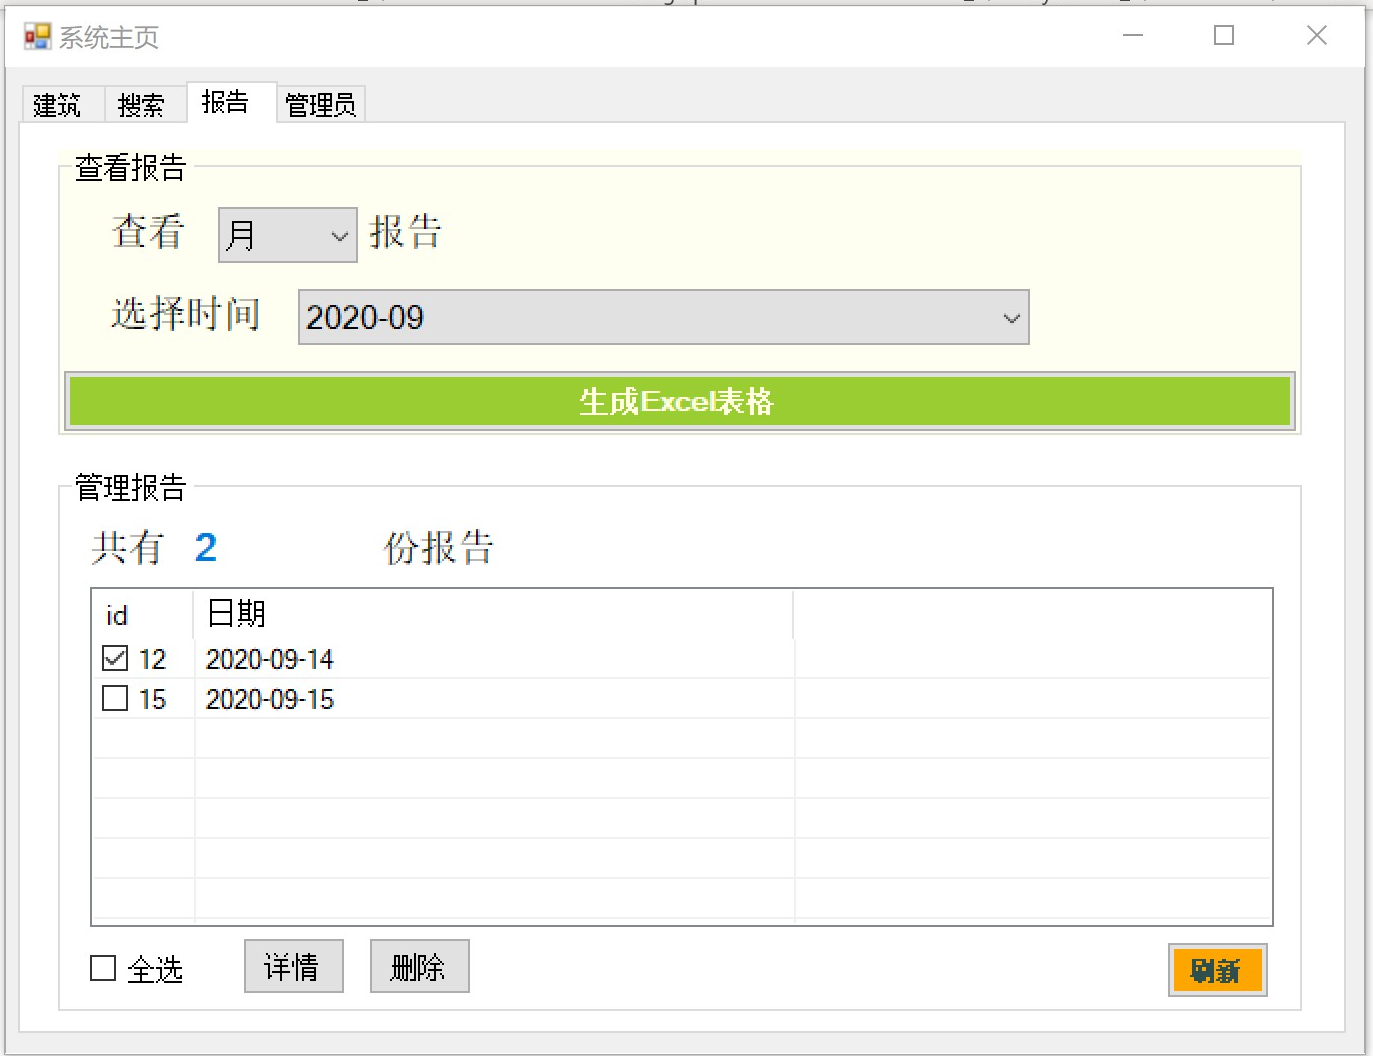 系统主页
建筑 搜索 报告 管理员
查看报告
查看 月 报告
选择时间 2020-09
生成Excel表格
管理报告
共有 2 份报告
id 日期
12 2020-09-14
15 2020-09-15
全选 详情 删除 刷新